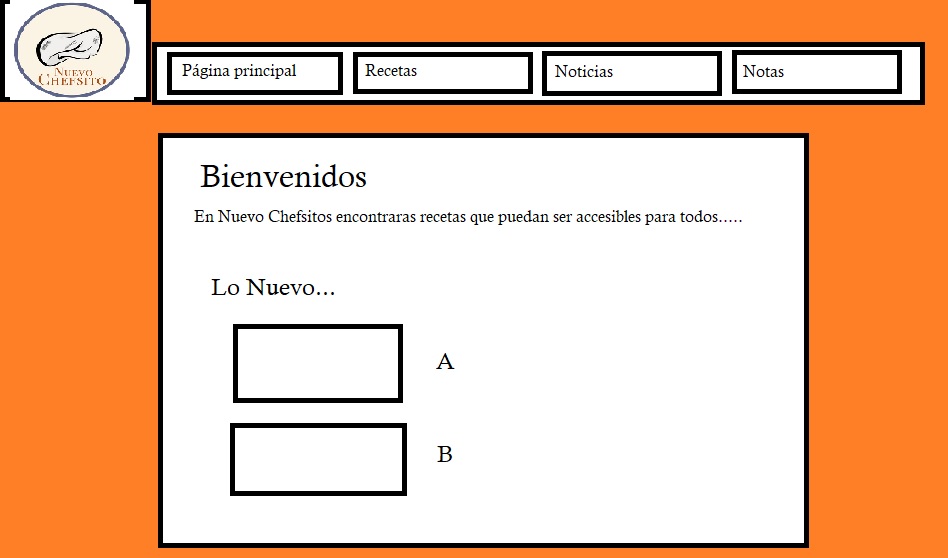 Nuevo
Chefsito
Página principal
Recetas
Noticias
Notas
Bienvenidos
En Nuevo Chefsitos encontraras recetas que puedan ser accesibles para todos.....
Lo Nuevo...
A
B